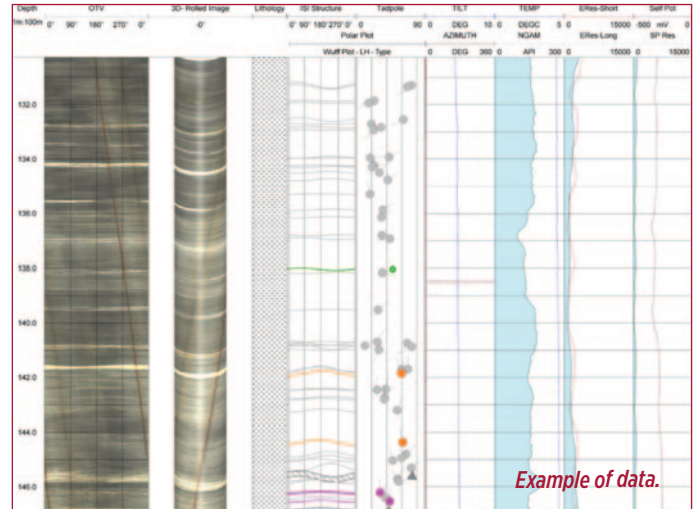 Depth OTV 3D- Rolled Image Lithology ISI Structure Tadpole TILT TEMP ERes-Short Self Pot
1m:100m 0° 90° 180° 270° 0° -0° 0° 90° 180° 270° 0° 0 90 0 DEG 10 0 DEGC 5 0 15000 -500 mV 0
Polar Plot AZIMUTH NGAM ERes-Long SP Res
Wulff Plot - LH - Type 0 DEG 300 0 API 300 0 15000 0 15000
132.0
134.0
136.0
138.0
140.0
142.0
144.0
146.0
Example of data.